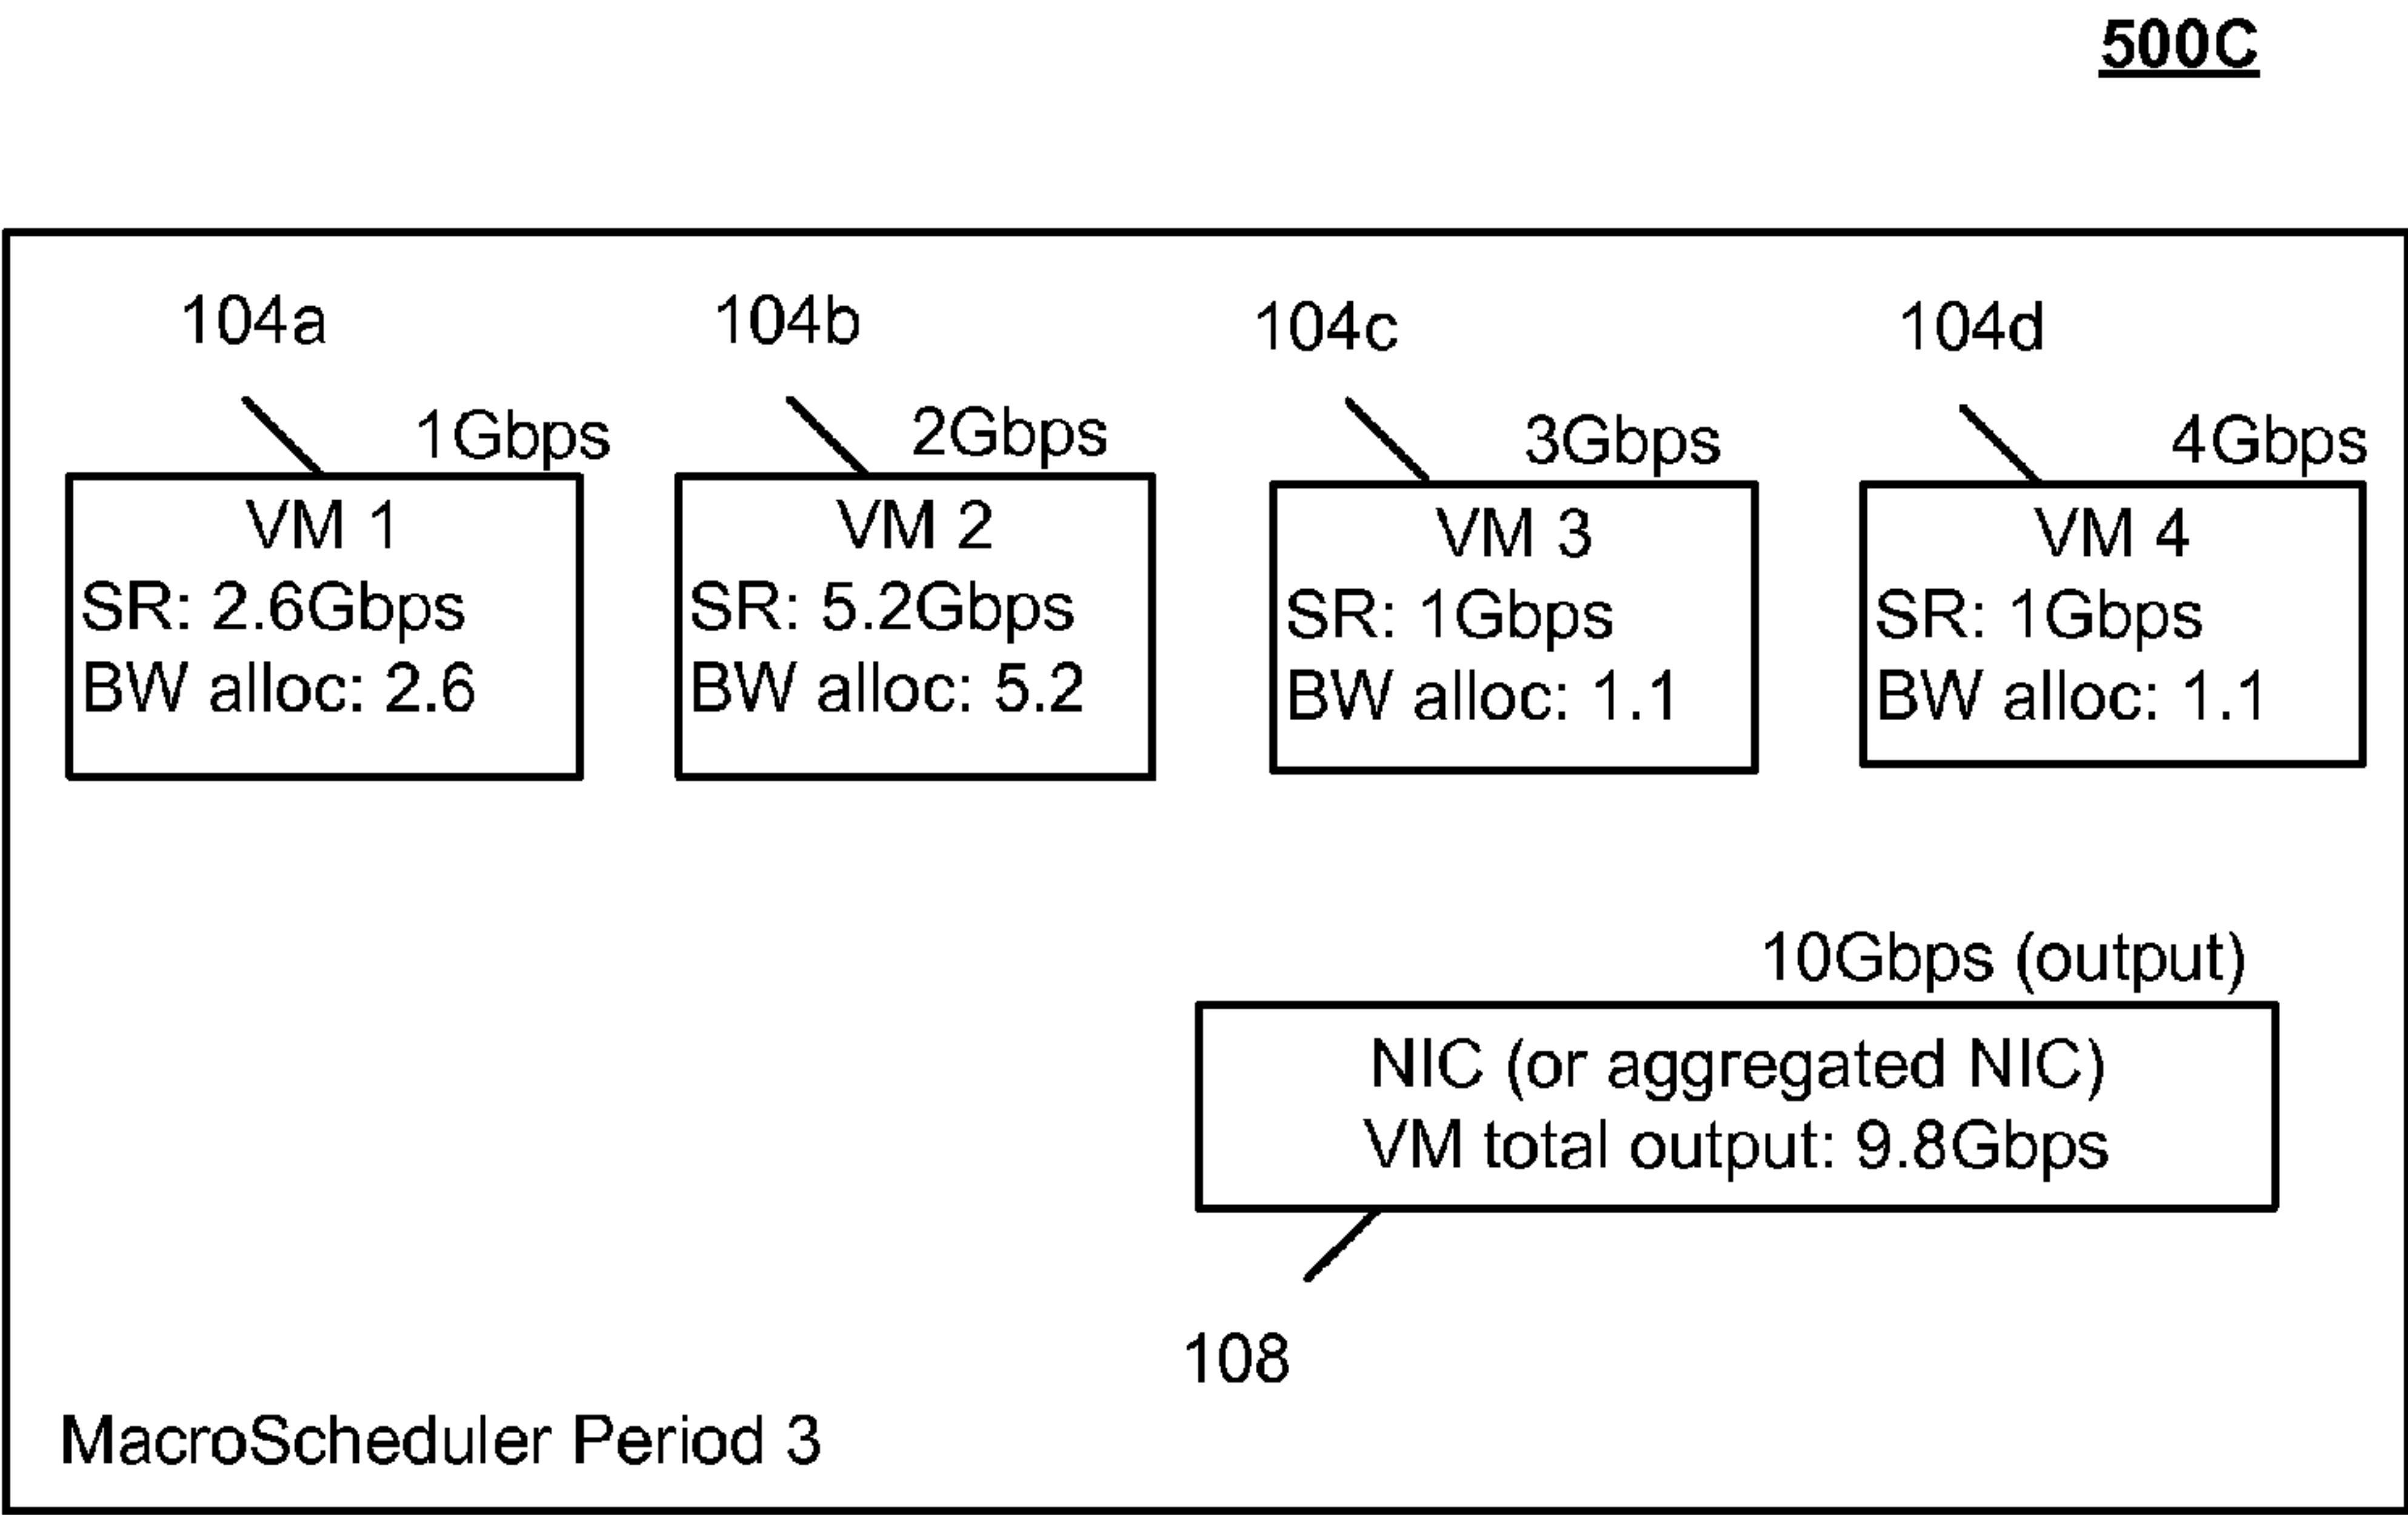 500C
104a
104b
104c
104d
1Gbps
2Gbps
3Gbps
4Gbps
VM 1
SR: 2.6Gbps
BW alloc: 2.6
VM 2
SR: 5.2Gbps
BW alloc: 5.2
VM 3
SR: 1Gbps
BW alloc: 1.1
VM 4
SR: 1Gbps
BW alloc: 1.1
10Gbps (output)
NIC (or aggregated NIC)
VM total output: 9.8Gbps
108
MacroScheduler Period 3